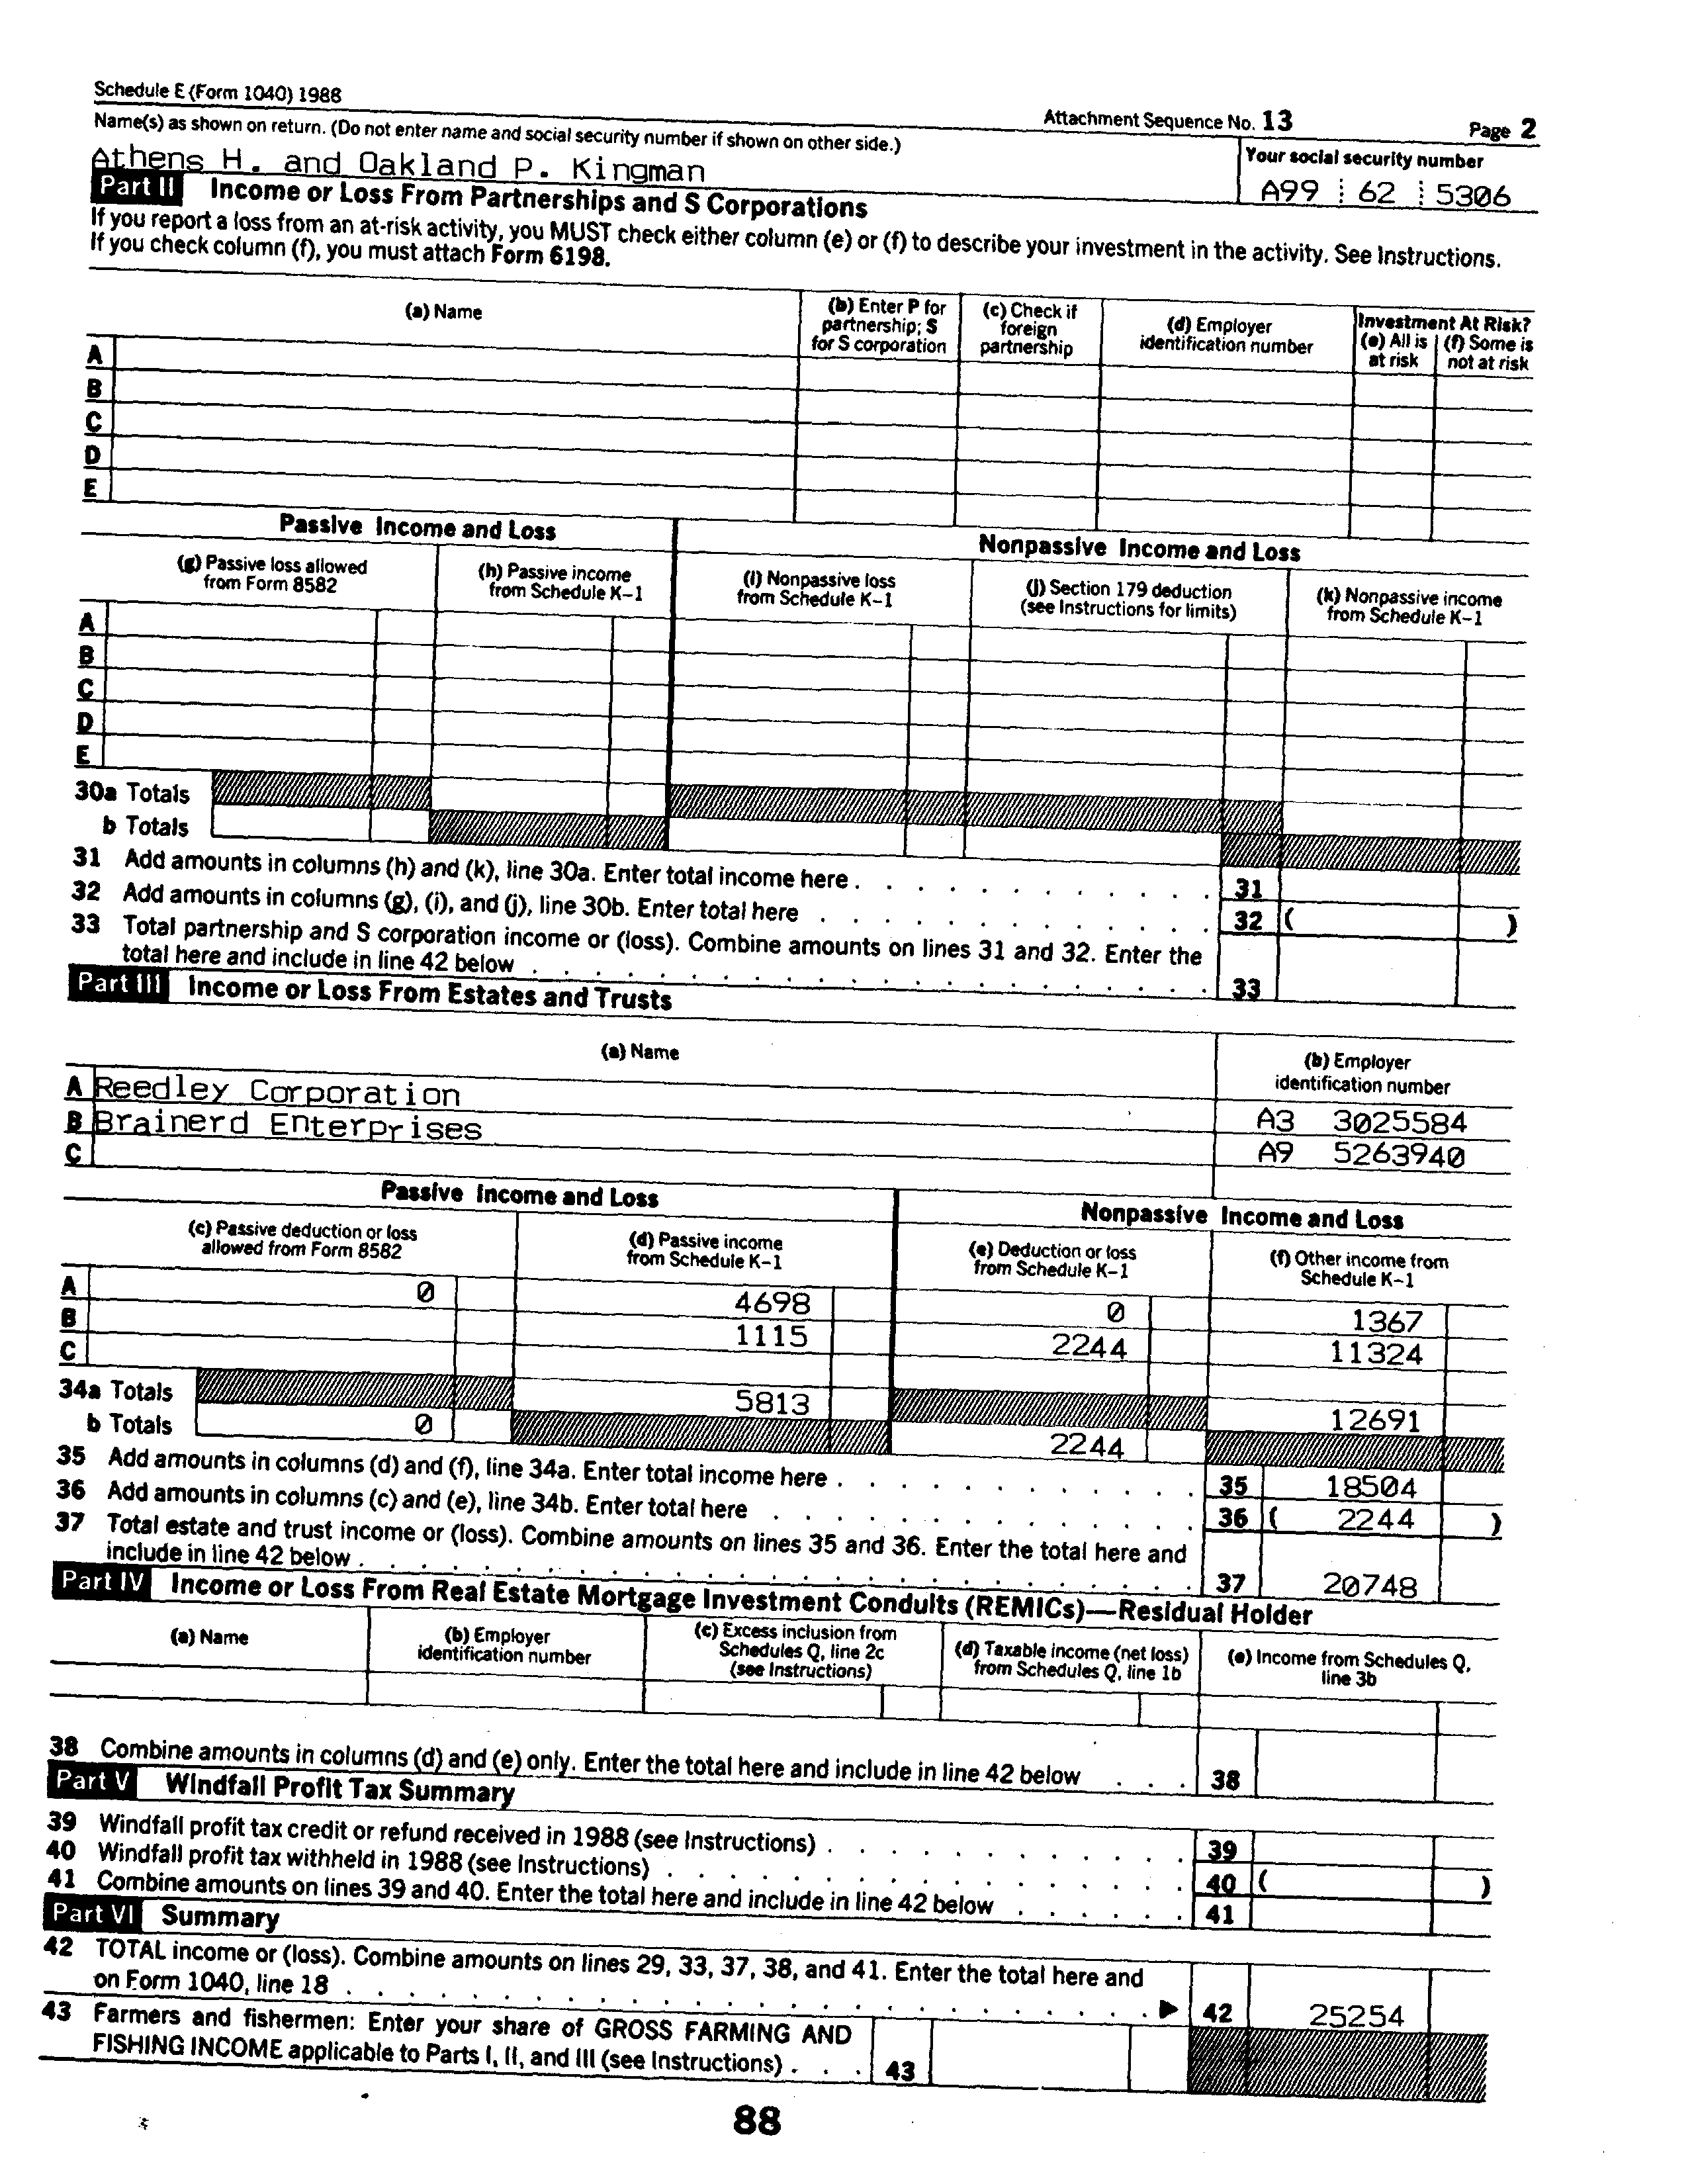 Schedule E (Form 1040) 1988
Attachment Sequence No. 13
Page 2
Name(s) as shown on return. (Do not enter name and social security number if shown on other side.)
Your social security number
Athens H. and Oakland P. Kingman
A99 62 5306
Part II Income or Loss From Partnerships and S Corporations
If you report a loss from an at-risk activity, you MUST check either column (e) or (f) to describe your investment in the activity. See Instructions.
If you check column (f), you must attach Form 6198.
(a) Name
(b) Enter P for partnership; S for S corporation
(c) Check if foreign partnership
(d) Employer identification number
Investment At Risk?
(e) All is at risk
(f) Some is not at risk
A
B
C
D
E
Passive Income and Loss
Nonpassive Income and Loss
(g) Passive loss allowed from Form 8582
(h) Passive income from Schedule K-1
(i) Nonpassive loss from Schedule K-1
(j) Section 179 deduction (see Instructions for limits)
(k) Nonpassive income from Schedule K-1
A
B
C
D
E
30a Totals
b Totals
31 Add amounts in columns (h) and (k), line 30a. Enter total income here . . . . . . . . . . . 31
32 Add amounts in columns (g), (i), and (j), line 30b. Enter total here . . . . . . . . . . . . 32 ( )
33 Total partnership and S corporation income or (loss). Combine amounts on lines 31 and 32. Enter the
total here and include in line 42 below . . . . . . . . . . . . . . . . . . . . . 33
Part III Income or Loss From Estates and Trusts
(a) Name
(b) Employer identification number
A Reedley Corporation A3 3025584
B Brainerd Enterprises A9 5263940
C
Passive Income and Loss
Nonpassive Income and Loss
(c) Passive deduction or loss allowed from Form 8582
(d) Passive income from Schedule K-1
(e) Deduction or loss from Schedule K-1
(f) Other income from Schedule K-1
A 0 4698 0 1367
B 1115 2244 11324
C
34a Totals 5813 12691
b Totals 0 2244
35 Add amounts in columns (d) and (f), line 34a. Enter total income here . . . . . . . . . . . 35 18504
36 Add amounts in columns (c) and (e), line 34b. Enter total here . . . . . . . . . . . . . 36 ( 2244 )
37 Total estate and trust income or (loss). Combine amounts on lines 35 and 36. Enter the total here and
include in line 42 below . . . . . . . . . . . . . . . . . . . . . . . . . 37 20748
Part IV Income or Loss From Real Estate Mortgage Investment Conduits (REMICs)—Residual Holder
(a) Name
(b) Employer identification number
(c) Excess inclusion from Schedules Q, line 2c (see Instructions)
(d) Taxable income (net loss) from Schedules Q, line 1b
(e) Income from Schedules Q, line 3b
38 Combine amounts in columns (d) and (e) only. Enter the total here and include in line 42 below . . . 38
Part V Windfall Profit Tax Summary
39 Windfall profit tax credit or refund received in 1988 (see Instructions) . . . . . . . . . . . . 39
40 Windfall profit tax withheld in 1988 (see Instructions) . . . . . . . . . . . . . . . . 40 ( )
41 Combine amounts on lines 39 and 40. Enter the total here and include in line 42 below . . . . . . 41
Part VI Summary
42 TOTAL income or (loss). Combine amounts on lines 29, 33, 37, 38, and 41. Enter the total here and
on Form 1040, line 18 . . . . . . . . . . . . . . . . . . . . . . . . . ▶ 42 25254
43 Farmers and fishermen: Enter your share of GROSS FARMING AND
FISHING INCOME applicable to Parts I, II, and III (see Instructions) . . . 43
88